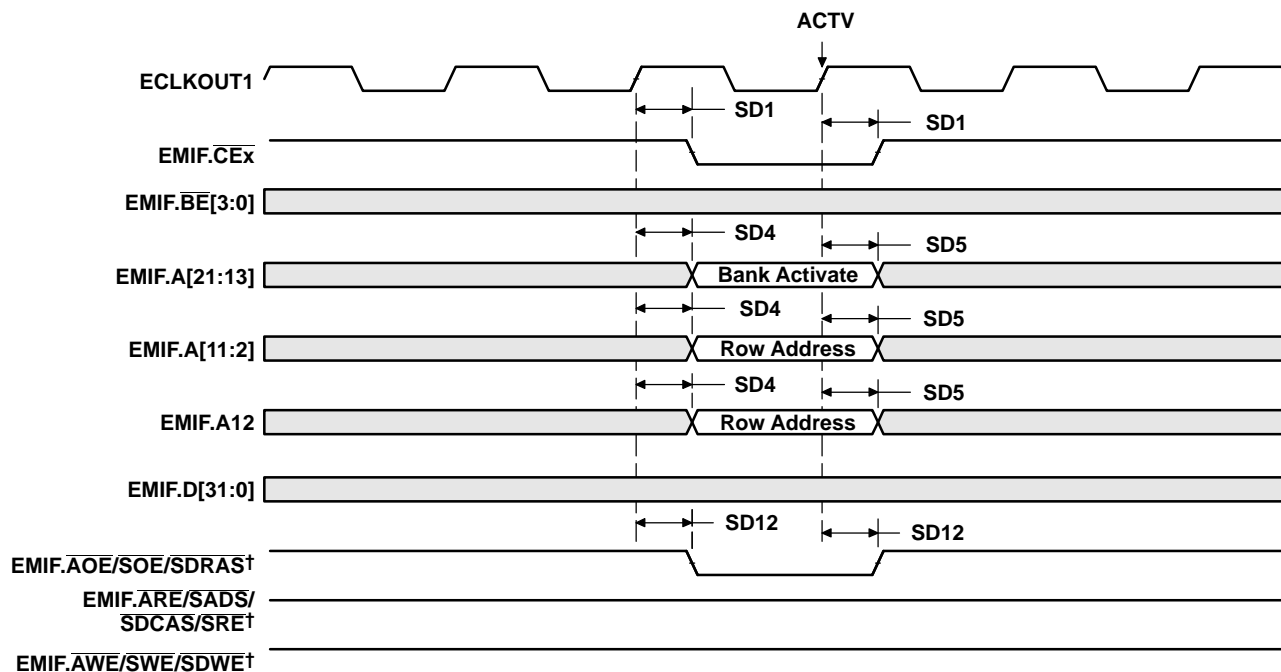 ACTV
ECLKOUT1
SD1
SD1
EMIF.CEx
EMIF.BE[3:0]
SD4
SD5
EMIF.A[21:13]
Bank Activate
SD4
SD5
EMIF.A[11:2]
Row Address
SD4
SD5
EMIF.A12
Row Address
EMIF.D[31:0]
SD12
SD12
EMIF.AOE/SOE/SDRAS†
EMIF.ARE/SADS/
SDCAS/SRE†
EMIF.AWE/SWE/SDWE†